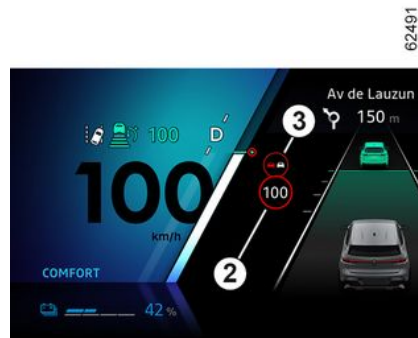 62491
Av de Lauzun
150 m
3
100
D
100
100
km/h
2
COMFORT
42 %